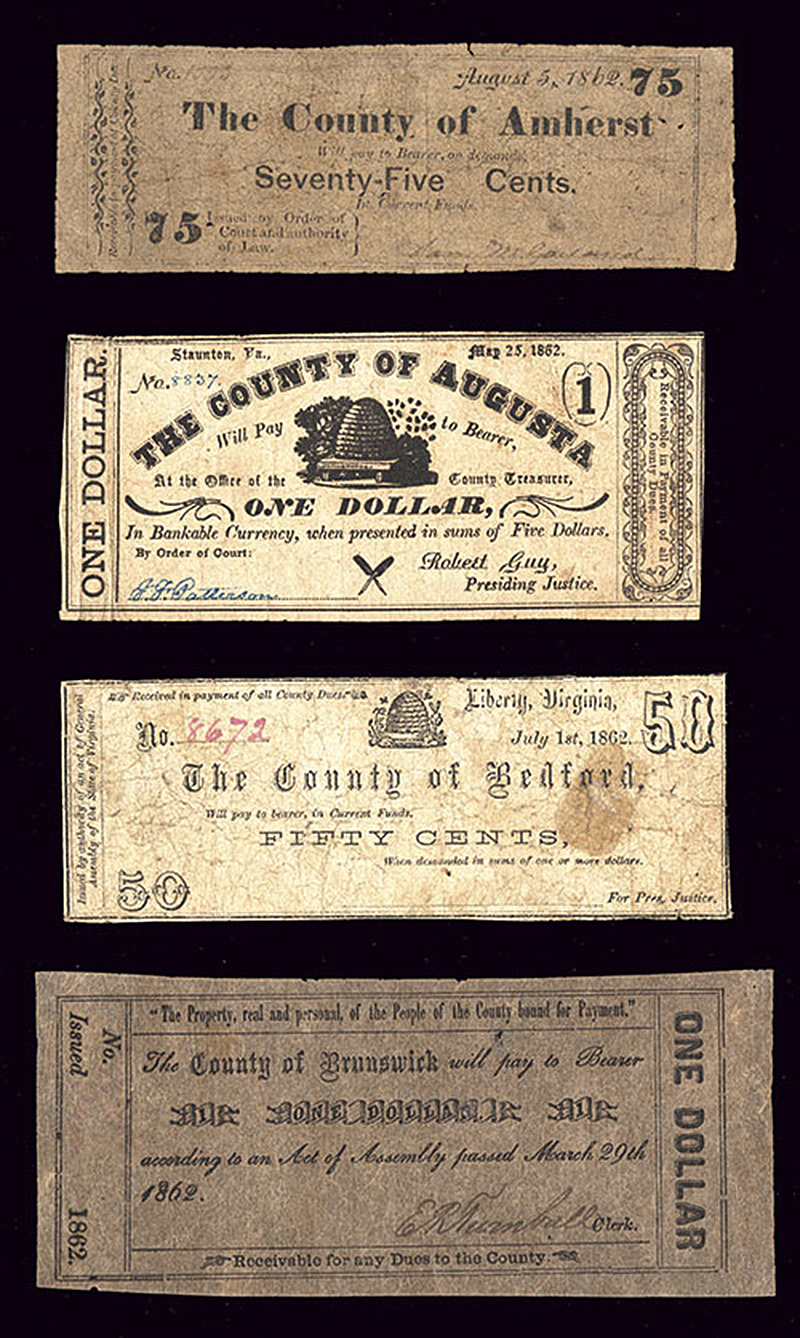 No.
August 5, 1862. 75
The County of Amherst
Will pay to Bearer, on demand,
Seventy-Five Cents.
In Current Funds.
75 Issued by Order of
Court and authority
of Law.
ONE DOLLAR.
Staunton, Va., May 25, 1862.
No. 8837.
1
THE COUNTY OF AUGUSTA
Will Pay to Bearer,
At the Office of the County Treasurer,
ONE DOLLAR,
In Bankable Currency, when presented in sums of Five Dollars.
By Order of Court:
J. F. Patterson
Robert Guy,
Presiding Justice.
Receivable in Payment of all
County Dues.
Issued by authority of an act of General
Assembly of the State of Virginia.
Received in payment of all County Dues.
Liberty, Virginia,
50
No. 8672
July 1st, 1862.
The County of Bedford,
Will pay to bearer, in Current Funds,
FIFTY CENTS,
When demanded in sums of one or more dollars.
50
For Pres. Justice.
No.
Issued 1862.
"The Property, real and personal, of the People of the County bound for Payment."
The County of Brunswick will pay to Bearer
ONE DOLLAR
according to an Act of Assembly passed March 29th
1862.
E R Turnbull Clerk.
Receivable for any Dues to the County.
ONE DOLLAR